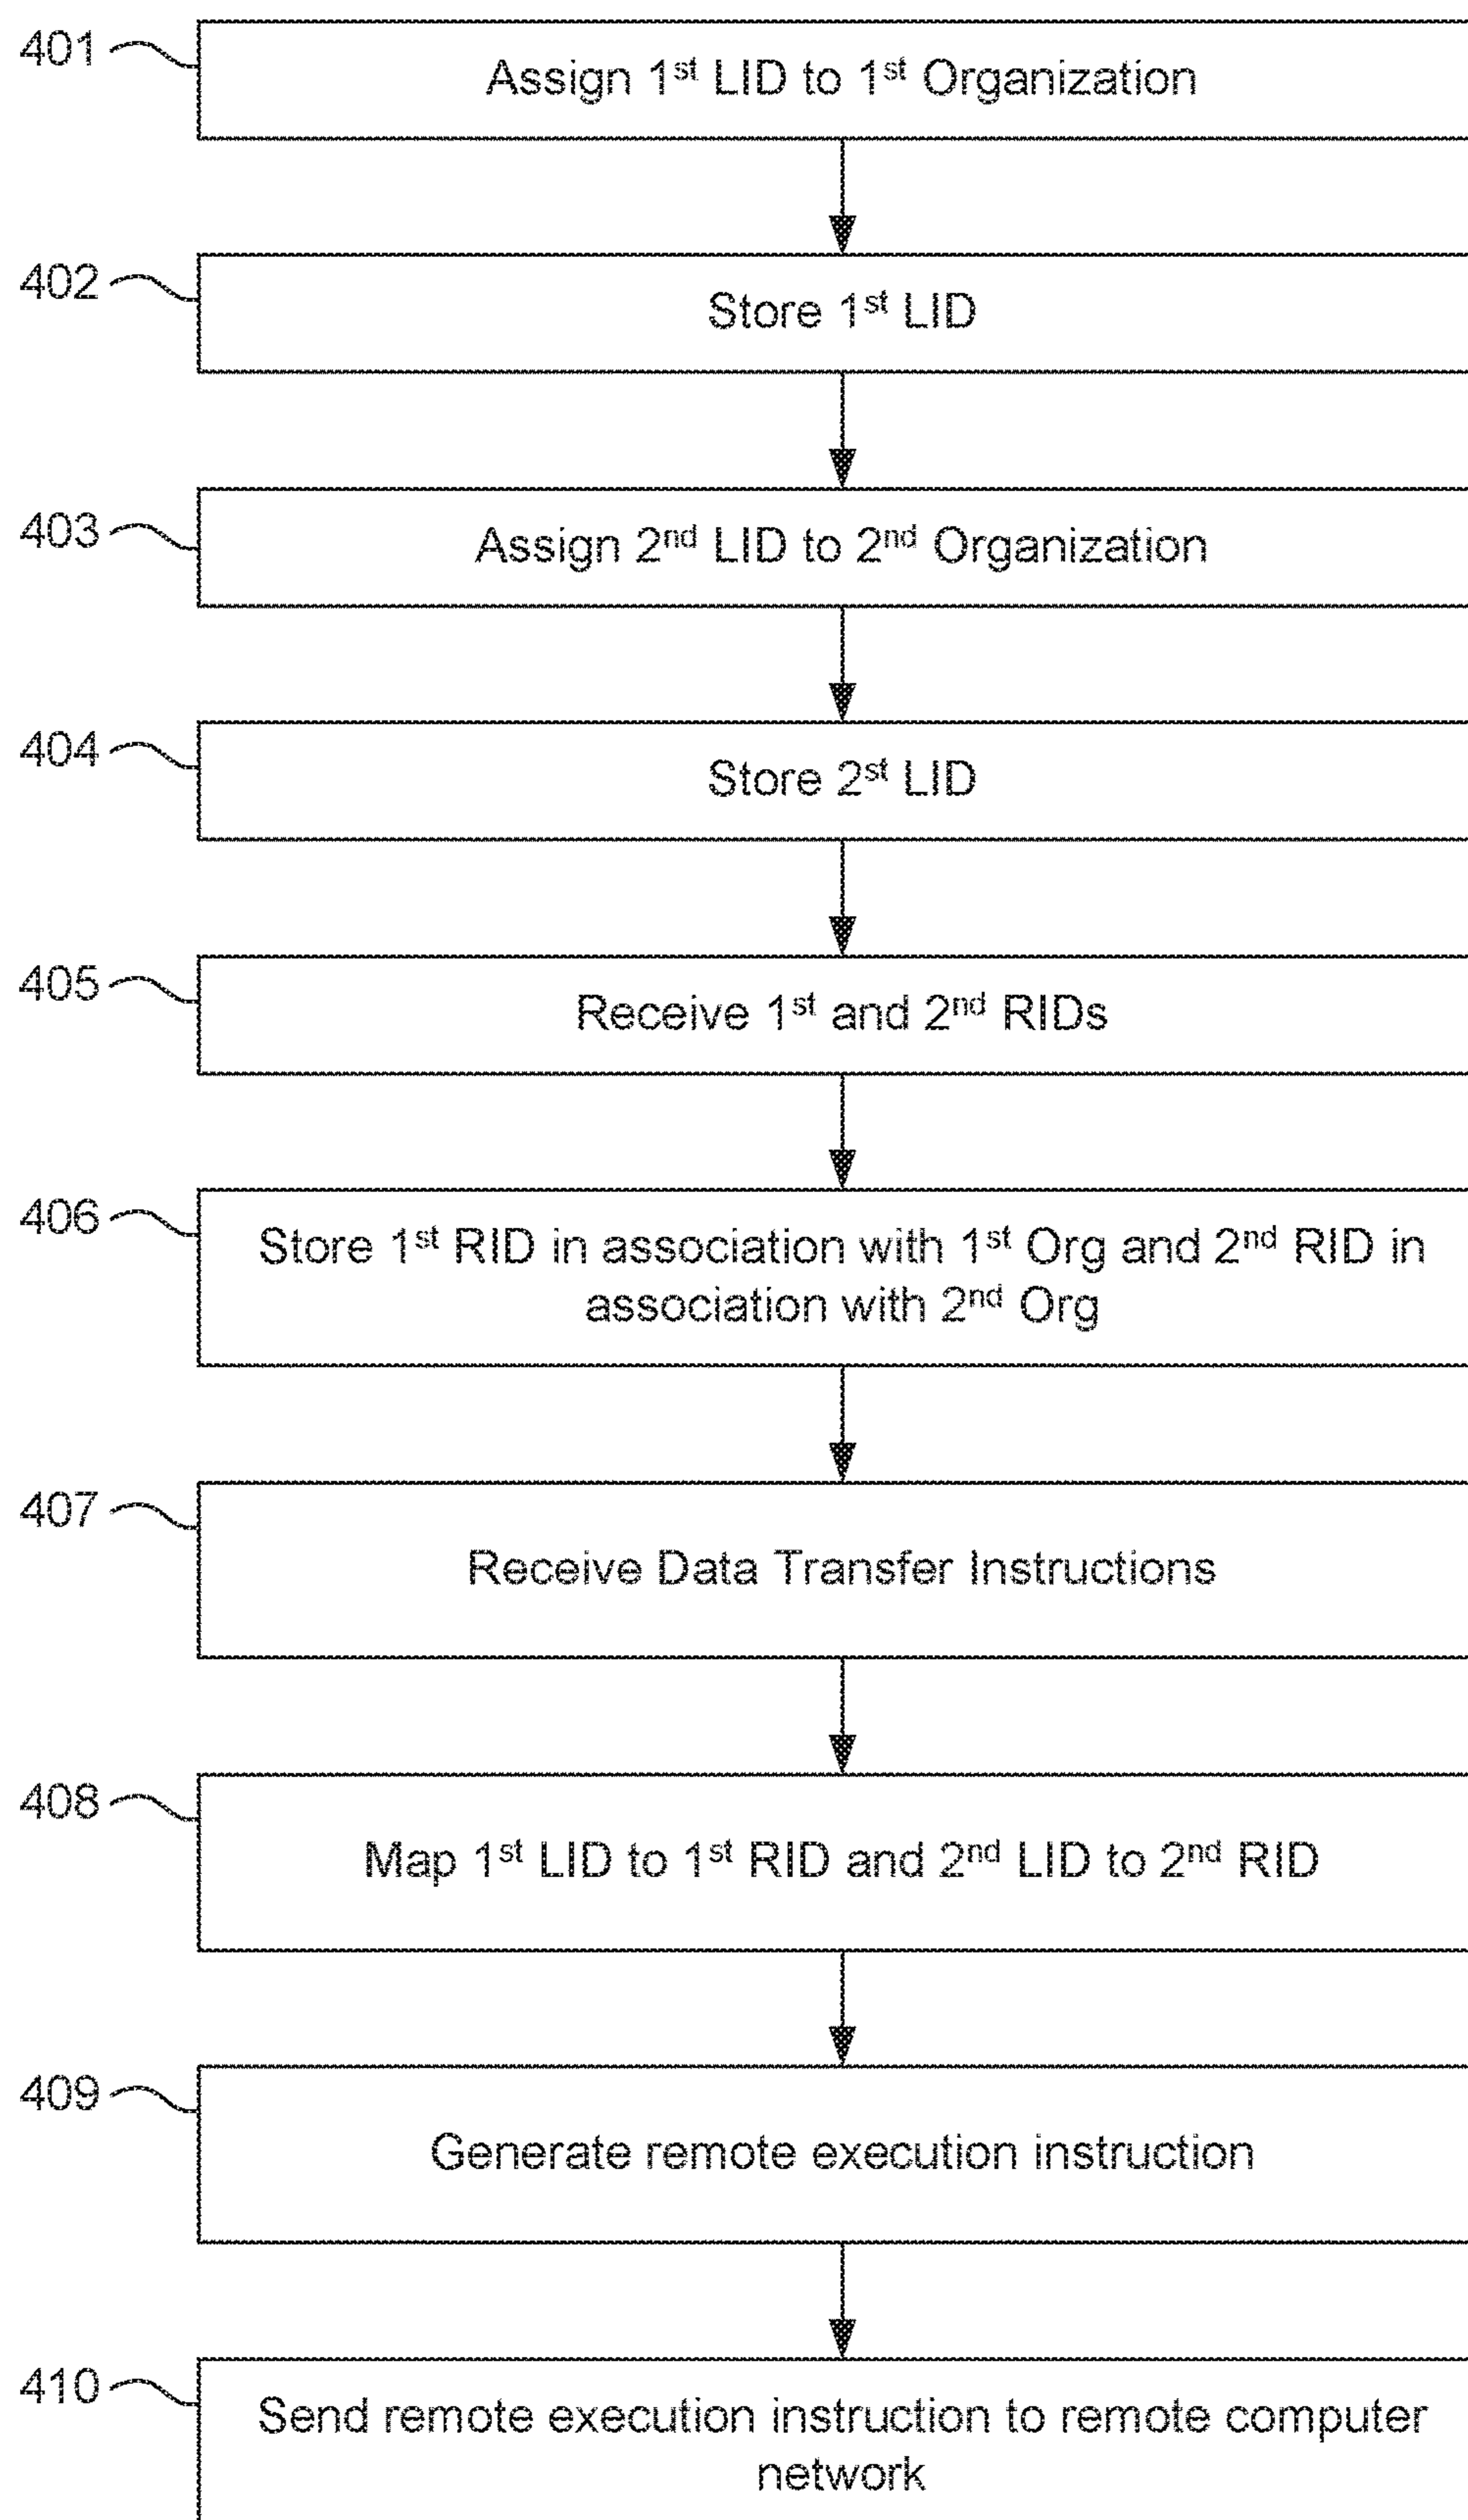 401
Assign 1st LID to 1st Organization
402
Store 1st LID
403
Assign 2nd LID to 2nd Organization
404
Store 2st LID
405
Receive 1st and 2nd RIDs
406
Store 1st RID in association with 1st Org and 2nd RID in
association with 2nd Org
407
Receive Data Transfer Instructions
408
Map 1st LID to 1st RID and 2nd LID to 2nd RID
409
Generate remote execution instruction
410
Send remote execution instruction to remote computer
network